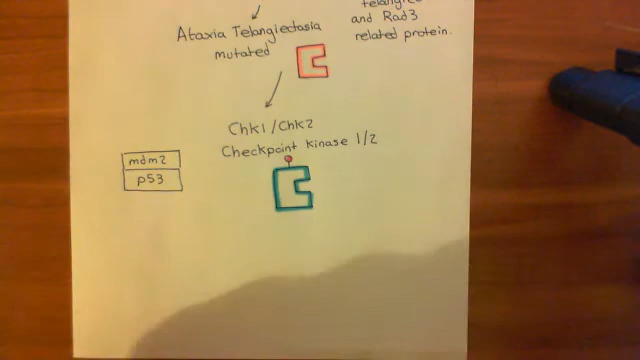 Ataxia Telangiectasia
mutated
and Rad3
related protein.
Chk1/Chk2
Checkpoint kinase 1/2
mdm2
p53